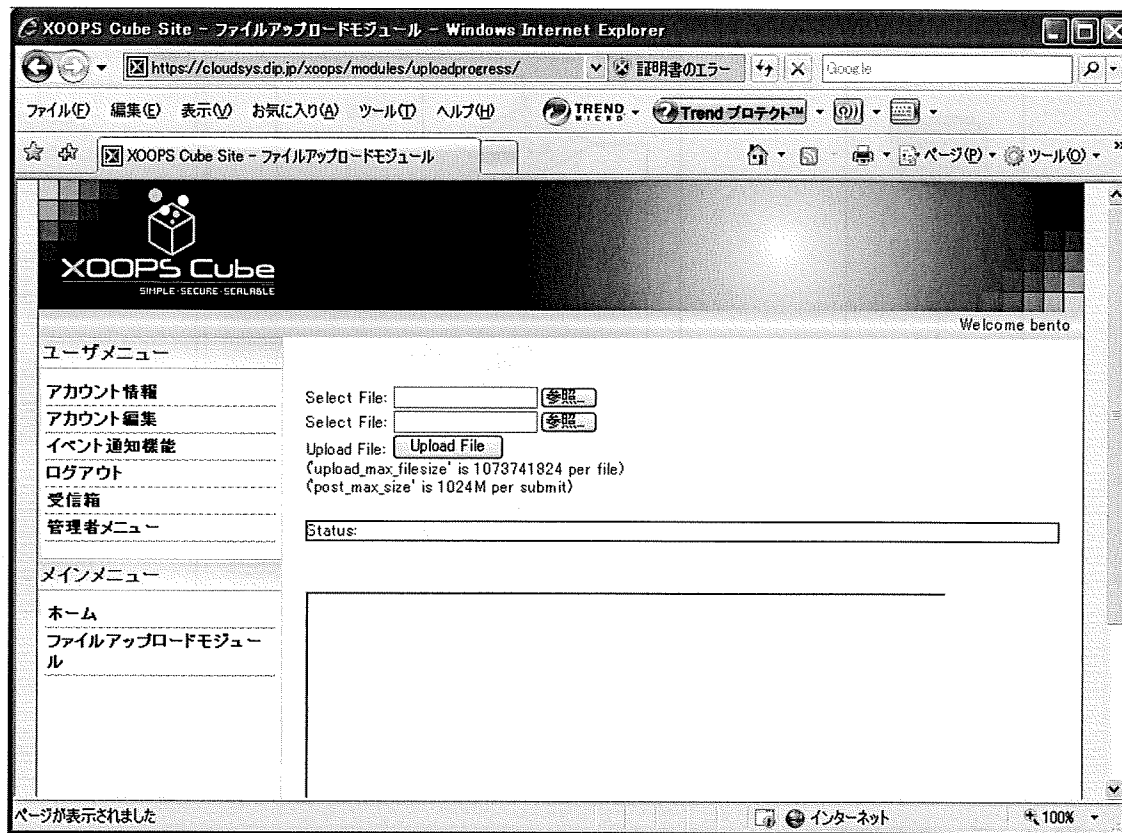 XOOPS Cube Site - ファイルアップロードモジュール - Windows Internet Explorer
https://cloudsys.dip.jp/xoops/modules/uploadprogress/ 証明書のエラー Google
ファイル(F) 編集(E) 表示(V) お気に入り(A) ツール(T) ヘルプ(H) TREND MICRO Trend プロテクト™
XOOPS Cube Site - ファイルアップロードモジュール ページ(P) ツール(O)
XOOPS Cube
SIMPLE・SECURE・SCALABLE
Welcome bento
ユーザメニュー
アカウント情報
アカウント編集
イベント通知機能
ログアウト
受信箱
管理者メニュー
メインメニュー
ホーム
ファイルアップロードモジュー
ル
Select File: 参照...
Select File: 参照...
Upload File: Upload File
('upload_max_filesize' is 1073741824 per file)
('post_max_size' is 1024M per submit)
Status:
ページが表示されました インターネット 100%